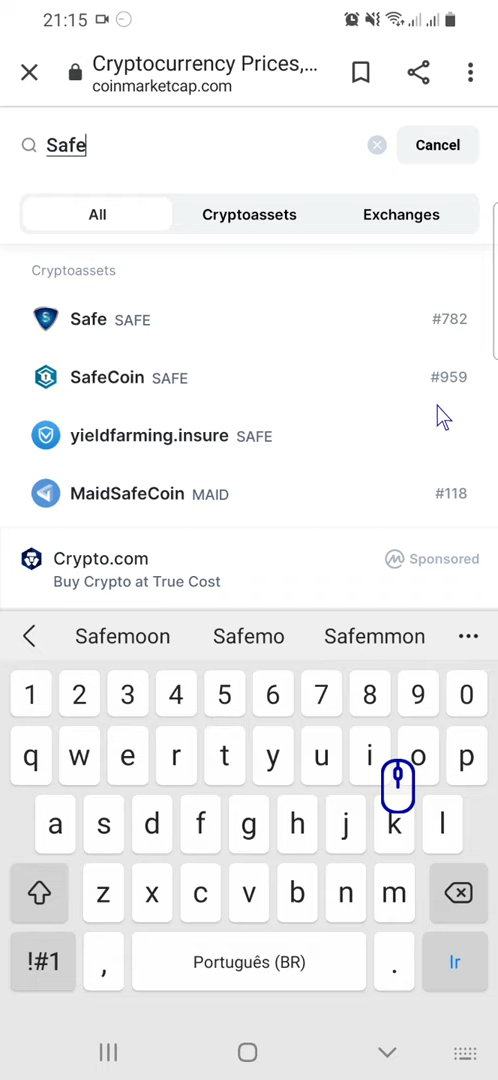 21:15
Cryptocurrency Prices,...
coinmarketcap.com
Safe
Cancel
All Cryptoassets Exchanges
Cryptoassets
Safe SAFE #782
SafeCoin SAFE #959
yieldfarming.insure SAFE
MaidSafeCoin MAID #118
Crypto.com Sponsored
Buy Crypto at True Cost
Safemoon Safemo Safemmon
1 2 3 4 5 6 7 8 9 0
q w e r t y u i o p
a s d f g h j k l
z x c v b n m
!#1 , Português (BR) . Ir